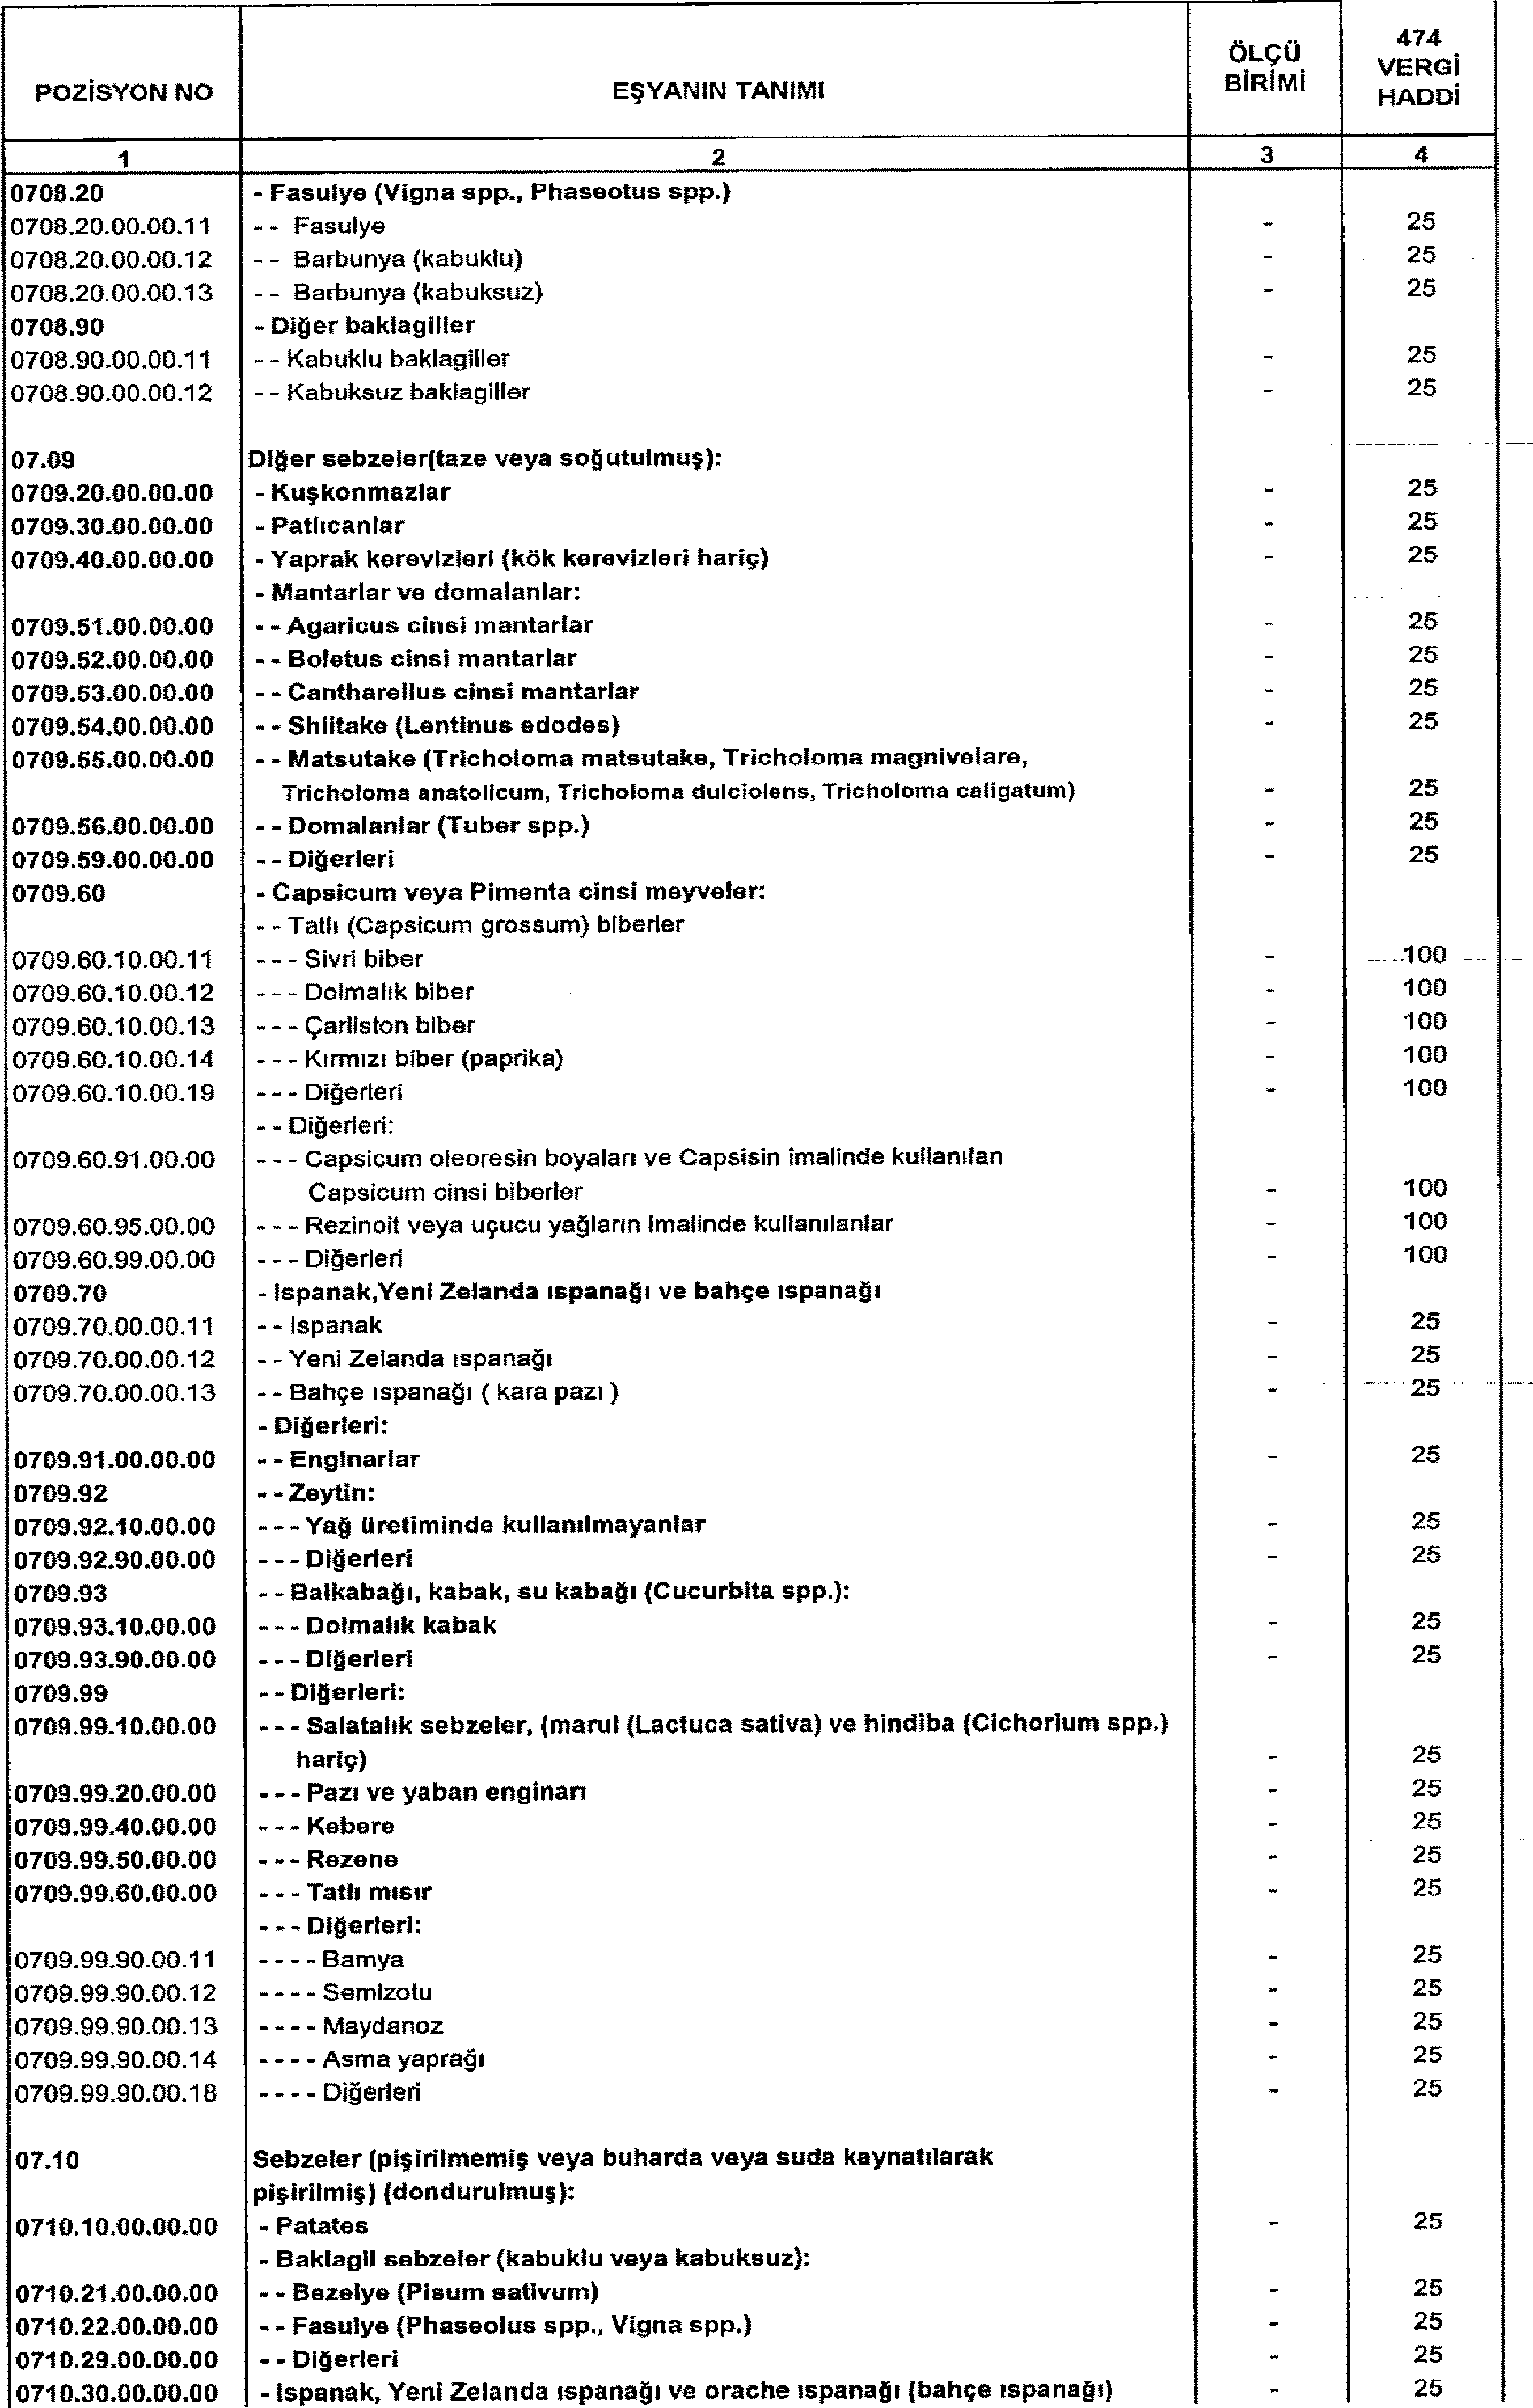 POZİSYON NO EŞYANIN TANIMI ÖLÇÜ BİRİMİ 474 VERGİ HADDİ
1 2 3 4
0708.20 - Fasulye (Vigna spp., Phaseotus spp.)
0708.20.00.00.11 - - Fasulye - 25
0708.20.00.00.12 - - Barbunya (kabuklu) - 25
0708.20.00.00.13 - - Barbunya (kabuksuz) - 25
0708.90 - Diğer baklagiller
0708.90.00.00.11 - - Kabuklu baklagiller - 25
0708.90.00.00.12 - - Kabuksuz baklagiller - 25
07.09 Diğer sebzeler(taze veya soğutulmuş):
0709.20.00.00.00 - Kuşkonmazlar - 25
0709.30.00.00.00 - Patlıcanlar - 25
0709.40.00.00.00 - Yaprak kerevizleri (kök kerevizleri hariç) - 25
- Mantarlar ve domalanlar:
0709.51.00.00.00 - - Agaricus cinsi mantarlar - 25
0709.52.00.00.00 - - Boletus cinsi mantarlar - 25
0709.53.00.00.00 - - Cantharellus cinsi mantarlar - 25
0709.54.00.00.00 - - Shiitake (Lentinus edodes) - 25
0709.55.00.00.00 - - Matsutake (Tricholoma matsutake, Tricholoma magnivelare,
Tricholoma anatolicum, Tricholoma dulciolens, Tricholoma caligatum) - 25
0709.56.00.00.00 - - Domalanlar (Tuber spp.) - 25
0709.59.00.00.00 - - Diğerleri - 25
0709.60 - Capsicum veya Pimenta cinsi meyveler:
- - Tatlı (Capsicum grossum) biberler
0709.60.10.00.11 - - - Sivri biber - 100
0709.60.10.00.12 - - - Dolmalık biber - 100
0709.60.10.00.13 - - - Çarliston biber - 100
0709.60.10.00.14 - - - Kırmızı biber (paprika) - 100
0709.60.10.00.19 - - - Diğerleri - 100
- - Diğerleri:
0709.60.91.00.00 - - - Capsicum oleoresin boyaları ve Capsisin imalinde kullanılan
Capsicum cinsi biberler - 100
0709.60.95.00.00 - - - Rezinoit veya uçucu yağların imalinde kullanılanlar - 100
0709.60.99.00.00 - - - Diğerleri - 100
0709.70 - Ispanak,Yeni Zelanda ıspanağı ve bahçe ıspanağı
0709.70.00.00.11 - - Ispanak - 25
0709.70.00.00.12 - - Yeni Zelanda ıspanağı - 25
0709.70.00.00.13 - - Bahçe ıspanağı ( kara pazı ) - 25
- Diğerleri:
0709.91.00.00.00 - - Enginarlar - 25
0709.92 - - Zeytin:
0709.92.10.00.00 - - - Yağ üretiminde kullanılmayanlar - 25
0709.92.90.00.00 - - - Diğerleri - 25
0709.93 - - Balkabağı, kabak, su kabağı (Cucurbita spp.):
0709.93.10.00.00 - - - Dolmalık kabak - 25
0709.93.90.00.00 - - - Diğerleri - 25
0709.99 - - Diğerleri:
0709.99.10.00.00 - - - Salatalık sebzeler, (marul (Lactuca sativa) ve hindiba (Cichorium spp.)
hariç) - 25
0709.99.20.00.00 - - - Pazı ve yaban enginarı - 25
0709.99.40.00.00 - - - Kebere - 25
0709.99.50.00.00 - - - Rezene - 25
0709.99.60.00.00 - - - Tatlı mısır - 25
- - - Diğerleri:
0709.99.90.00.11 - - - - Bamya - 25
0709.99.90.00.12 - - - - Semizotu - 25
0709.99.90.00.13 - - - - Maydanoz - 25
0709.99.90.00.14 - - - - Asma yaprağı - 25
0709.99.90.00.18 - - - - Diğerleri - 25
07.10 Sebzeler (pişirilmemiş veya buharda veya suda kaynatılarak
pişirilmiş) (dondurulmuş):
0710.10.00.00.00 - Patates - 25
- Baklagil sebzeler (kabuklu veya kabuksuz):
0710.21.00.00.00 - - Bezelye (Pisum sativum) - 25
0710.22.00.00.00 - - Fasulye (Phaseolus spp., Vigna spp.) - 25
0710.29.00.00.00 - - Diğerleri - 25
0710.30.00.00.00 - Ispanak, Yeni Zelanda ıspanağı ve orache ıspanağı (bahçe ıspanağı) - 25